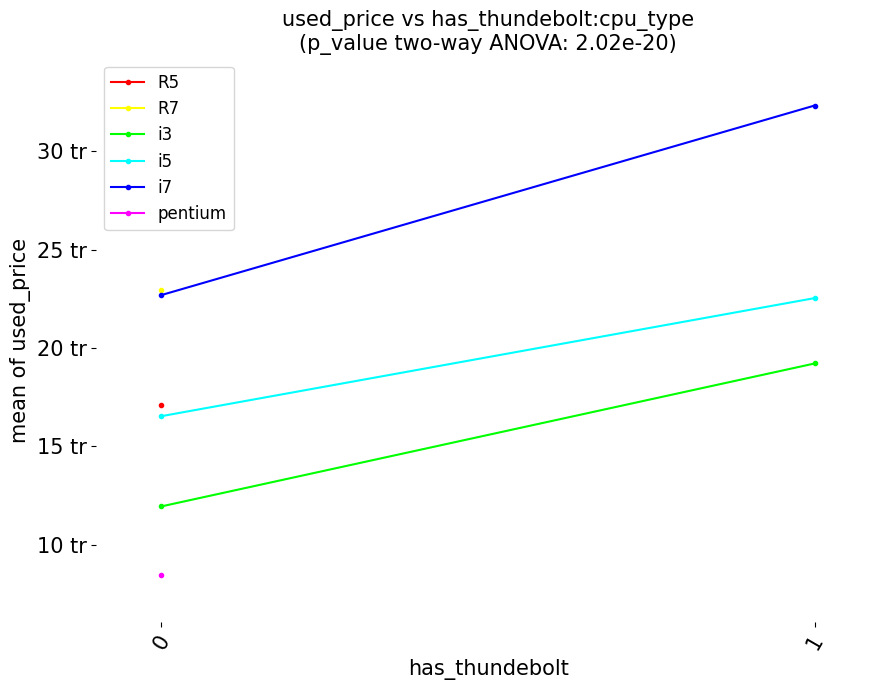 used_price vs has_thundebolt:cpu_type
(p_value two-way ANOVA: 2.02e-20)
R5
R7
i3
i5
i7
pentium
30 tr
25 tr
20 tr
15 tr
10 tr
mean of used_price
0
1
has_thundebolt